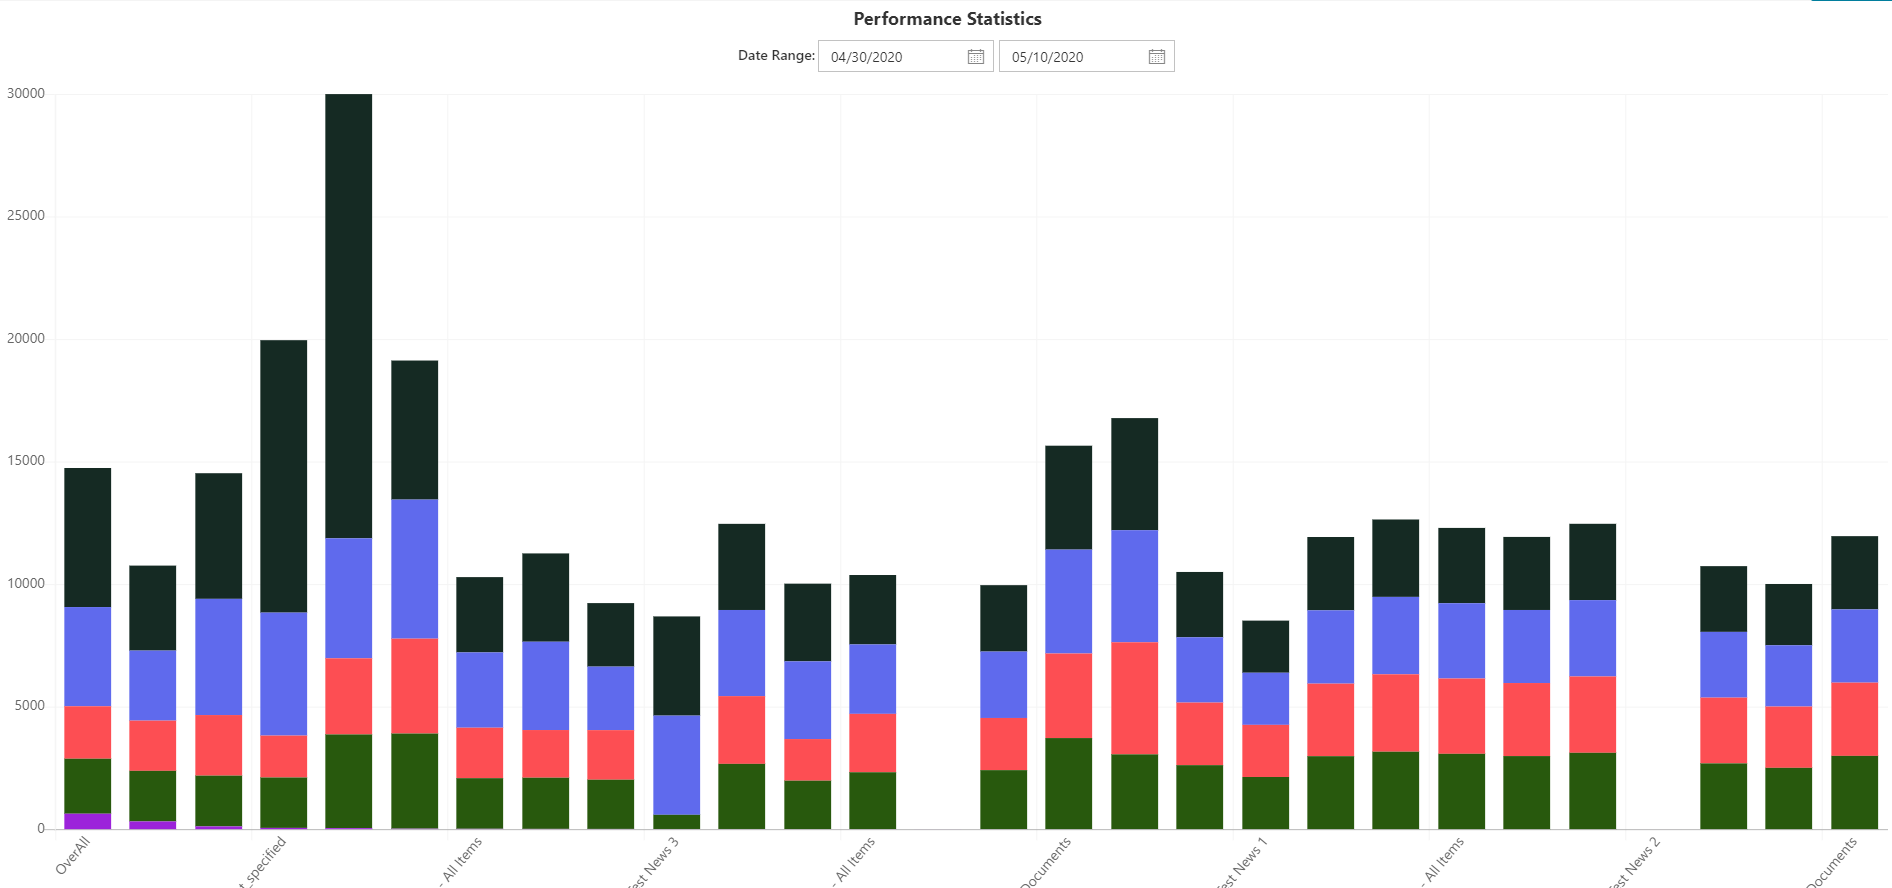 Performance Statistics
Date Range: 04/30/2020 05/10/2020
30000
25000
20000
15000
10000
5000
0
OverAll
t_specified
- All Items
est News 3
- All Items
Documents
est News 1
- All Items
est News 2
Documents